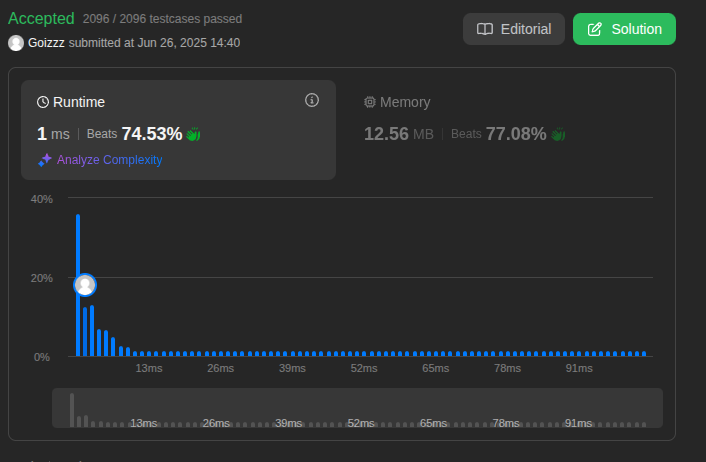 Accepted 2096 / 2096 testcases passed
Editorial
Solution
Goizzz submitted at Jun 26, 2025 14:40
Runtime
Memory
1 ms Beats 74.53%
12.56 MB Beats 77.08%
Analyze Complexity
40%
20%
0%
13ms 26ms 39ms 52ms 65ms 78ms 91ms
13ms 26ms 39ms 52ms 65ms 78ms 91ms